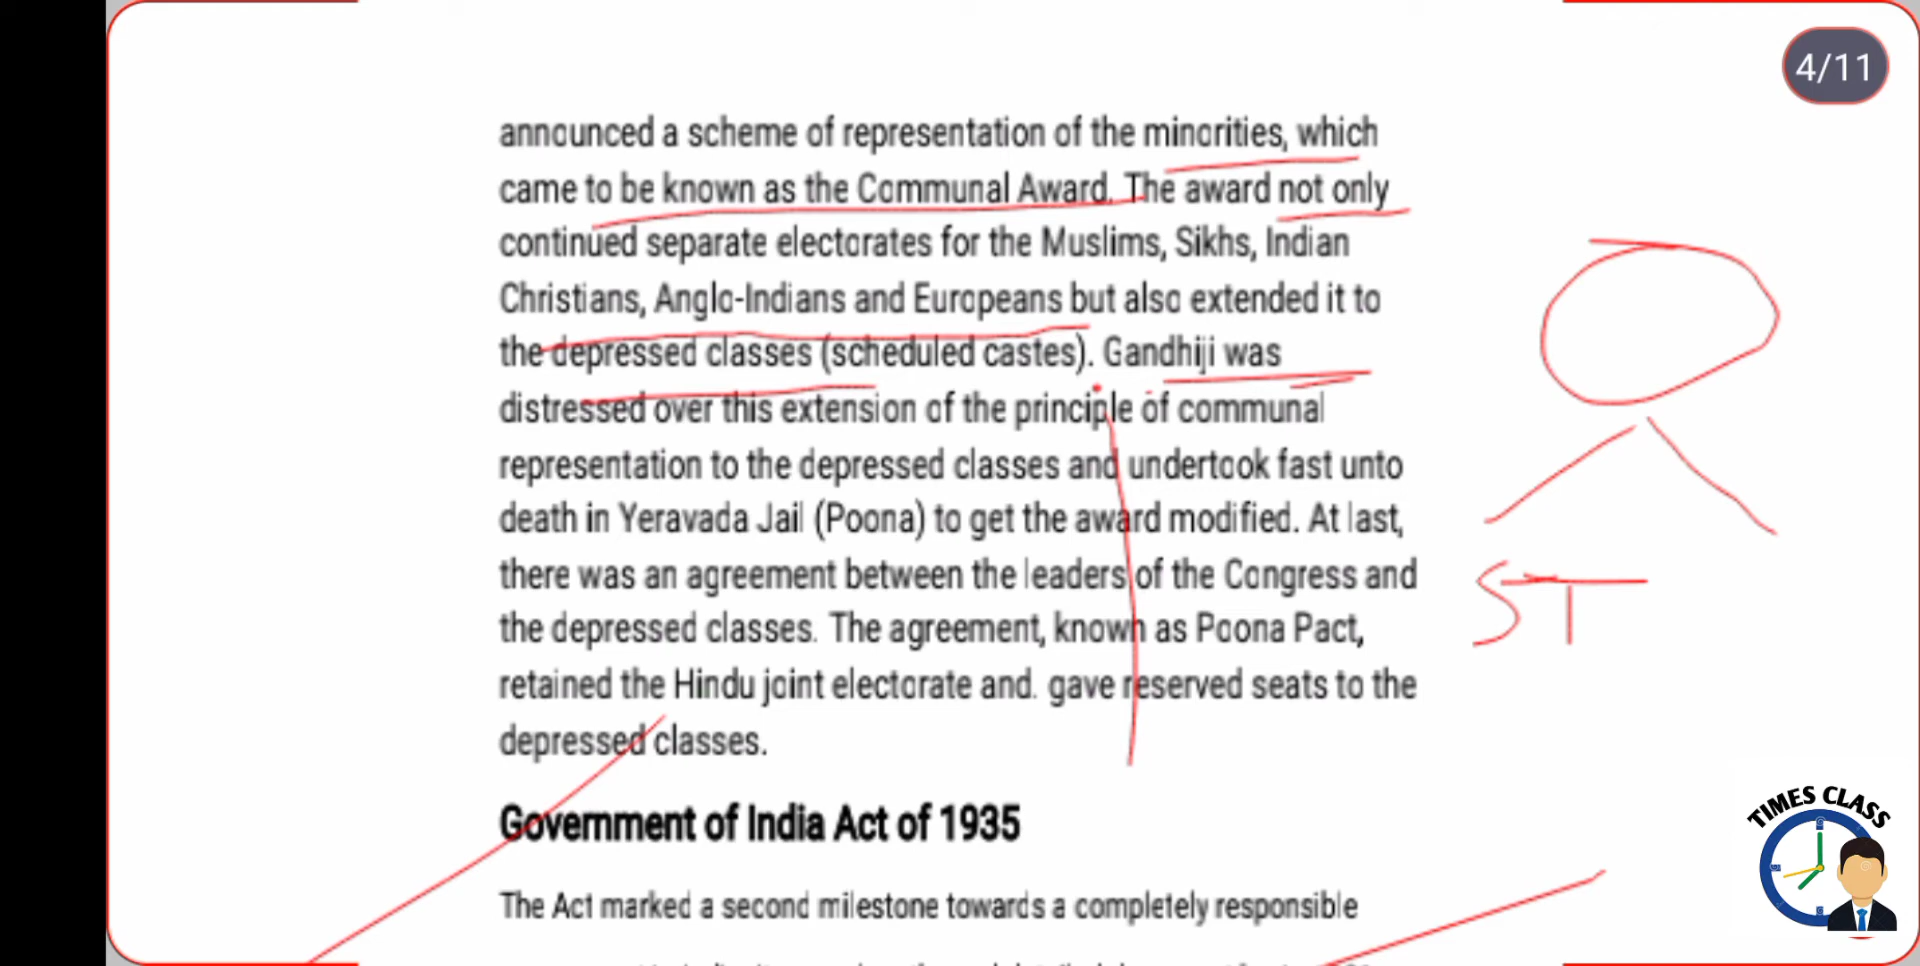 4/11
announced a scheme of representation of the minorities, which
came to be known as the Communal Award. The award not only
continued separate electorates for the Muslims, Sikhs, Indian
Christians, Anglo-Indians and Europeans but also extended it to
the depressed classes (scheduled castes). Gandhiji was
distressed over this extension of the principle of communal
representation to the depressed classes and undertook fast unto
death in Yeravada Jail (Poona) to get the award modified. At last,
there was an agreement between the leaders of the Congress and
the depressed classes. The agreement, known as Poona Pact,
retained the Hindu joint electorate and. gave reserved seats to the
depressed classes.
ST
Government of India Act of 1935
The Act marked a second milestone towards a completely responsible
TIMES CLASS